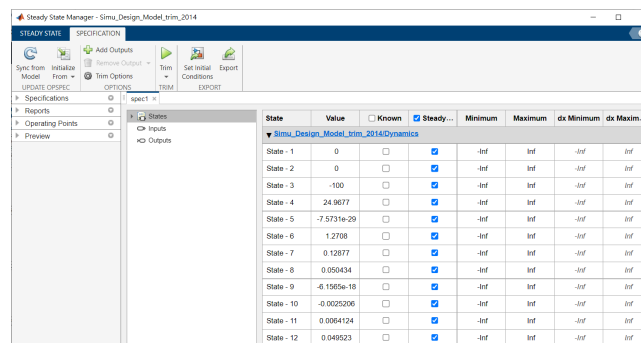 Steady State Manager - Simu_Design_Model_trim_2014
STEADY STATE SPECIFICATION
Sync from Model Initialize From Add Outputs Remove Output Trim Options Trim Set Initial Conditions Export
UPDATE OPSPEC OPTIONS TRIM EXPORT
Specifications
Reports
Operating Points
Preview
spec1 ×
States
Inputs
Outputs
State Value Known Steady... Minimum Maximum dx Minimum dx Maxim
Simu_Design_Model_trim_2014/Dynamics
State - 1 0 -Inf Inf -Inf Inf
State - 2 0 -Inf Inf -Inf Inf
State - 3 -100 -Inf Inf -Inf Inf
State - 4 24.9677 -Inf Inf -Inf Inf
State - 5 -7.5731e-29 -Inf Inf -Inf Inf
State - 6 1.2708 -Inf Inf -Inf Inf
State - 7 0.12877 -Inf Inf -Inf Inf
State - 8 0.050434 -Inf Inf -Inf Inf
State - 9 -6.1565e-18 -Inf Inf -Inf Inf
State - 10 -0.0025206 -Inf Inf -Inf Inf
State - 11 0.0064124 -Inf Inf -Inf Inf
State - 12 0.049523 -Inf Inf -Inf Inf